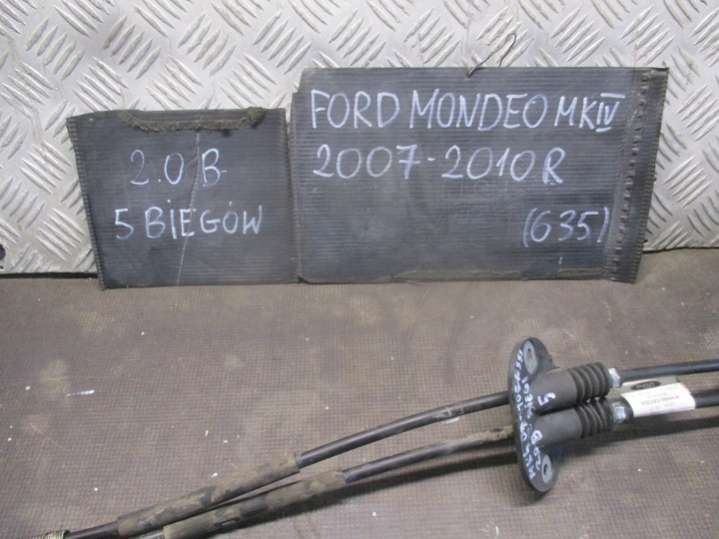 2.0 B
5 BIEGÓW
FORD MONDEO MKIV
2007-2010R
(635)